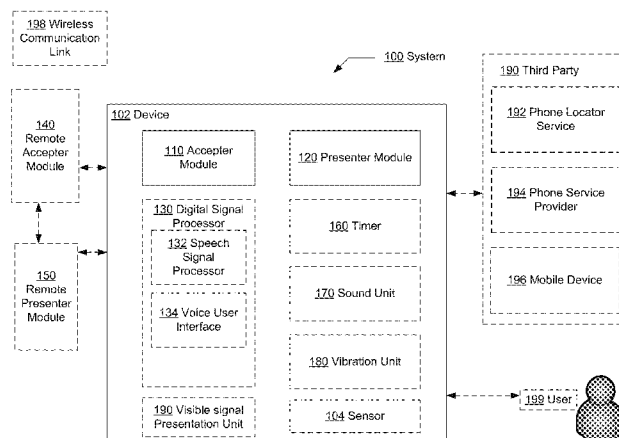 198 Wireless
Communication
Link
100 System
190 Third Party
192 Phone Locator
Service
194 Phone Service
Provider
196 Mobile Device
140
Remote
Accepter
Module
150
Remote
Presenter
Module
102 Device
110 Accepter
Module
120 Presenter Module
130 Digital Signal
Processor
132 Speech
Signal
Processor
134 Voice User
Interface
160 Timer
170 Sound Unit
180 Vibration Unit
190 Visible signal
Presentation Unit
104 Sensor
199 User